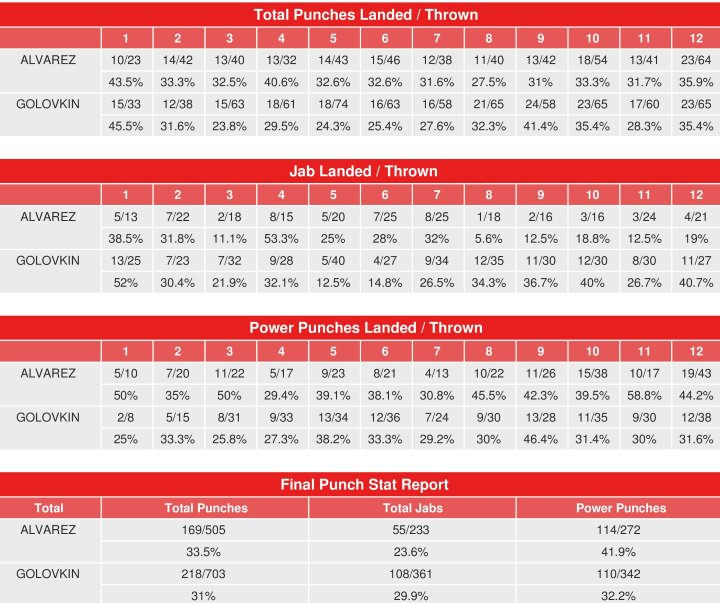 Total Punches Landed / Thrown
1 2 3 4 5 6 7 8 9 10 11 12
ALVAREZ 10/23 14/42 13/40 13/32 14/43 15/46 12/38 11/40 13/42 18/54 13/41 23/64
43.5% 33.3% 32.5% 40.6% 32.6% 32.6% 31.6% 27.5% 31% 33.3% 31.7% 35.9%
GOLOVKIN 15/33 12/38 15/63 18/61 18/74 16/63 16/58 21/65 24/58 23/65 17/60 23/65
45.5% 31.6% 23.8% 29.5% 24.3% 25.4% 27.6% 32.3% 41.4% 35.4% 28.3% 35.4%
Jab Landed / Thrown
1 2 3 4 5 6 7 8 9 10 11 12
ALVAREZ 5/13 7/22 2/18 8/15 5/20 7/25 8/25 1/18 2/16 3/16 3/24 4/21
38.5% 31.8% 11.1% 53.3% 25% 28% 32% 5.6% 12.5% 18.8% 12.5% 19%
GOLOVKIN 13/25 7/23 7/32 9/28 5/40 4/27 9/34 12/35 11/30 12/30 8/30 11/27
52% 30.4% 21.9% 32.1% 12.5% 14.8% 26.5% 34.3% 36.7% 40% 26.7% 40.7%
Power Punches Landed / Thrown
1 2 3 4 5 6 7 8 9 10 11 12
ALVAREZ 5/10 7/20 11/22 5/17 9/23 8/21 4/13 10/22 11/26 15/38 10/17 19/43
50% 35% 50% 29.4% 39.1% 38.1% 30.8% 45.5% 42.3% 39.5% 58.8% 44.2%
GOLOVKIN 2/8 5/15 8/31 9/33 13/34 12/36 7/24 9/30 13/28 11/35 9/30 12/38
25% 33.3% 25.8% 27.3% 38.2% 33.3% 29.2% 30% 46.4% 31.4% 30% 31.6%
Final Punch Stat Report
Total Total Punches Total Jabs Power Punches
ALVAREZ 169/505 55/233 114/272
33.5% 23.6% 41.9%
GOLOVKIN 218/703 108/361 110/342
31% 29.9% 32.2%